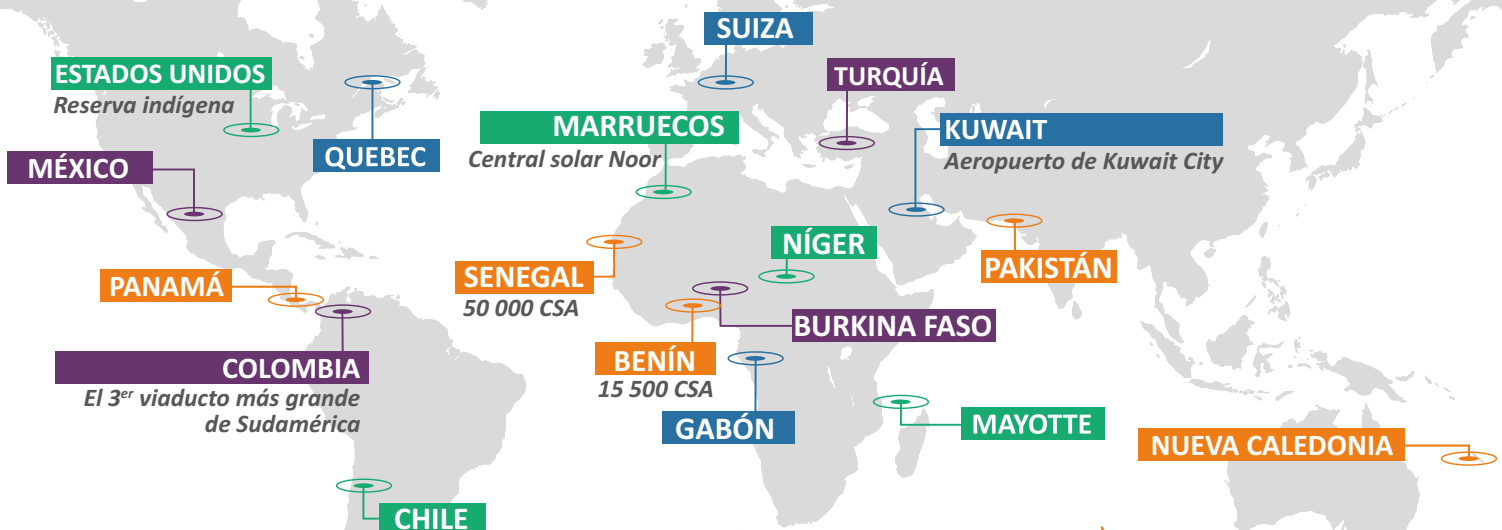 SUIZA
ESTADOS UNIDOS
Reserva indígena
TURQUÍA
MARRUECOS
Central solar Noor
KUWAIT
Aeropuerto de Kuwait City
QUEBEC
MÉXICO
NÍGER
PAKISTÁN
SENEGAL
50 000 CSA
PANAMÁ
BURKINA FASO
BENÍN
15 500 CSA
COLOMBIA
El 3er viaducto más grande
de Sudamérica
GABÓN
MAYOTTE
NUEVA CALEDONIA
CHILE